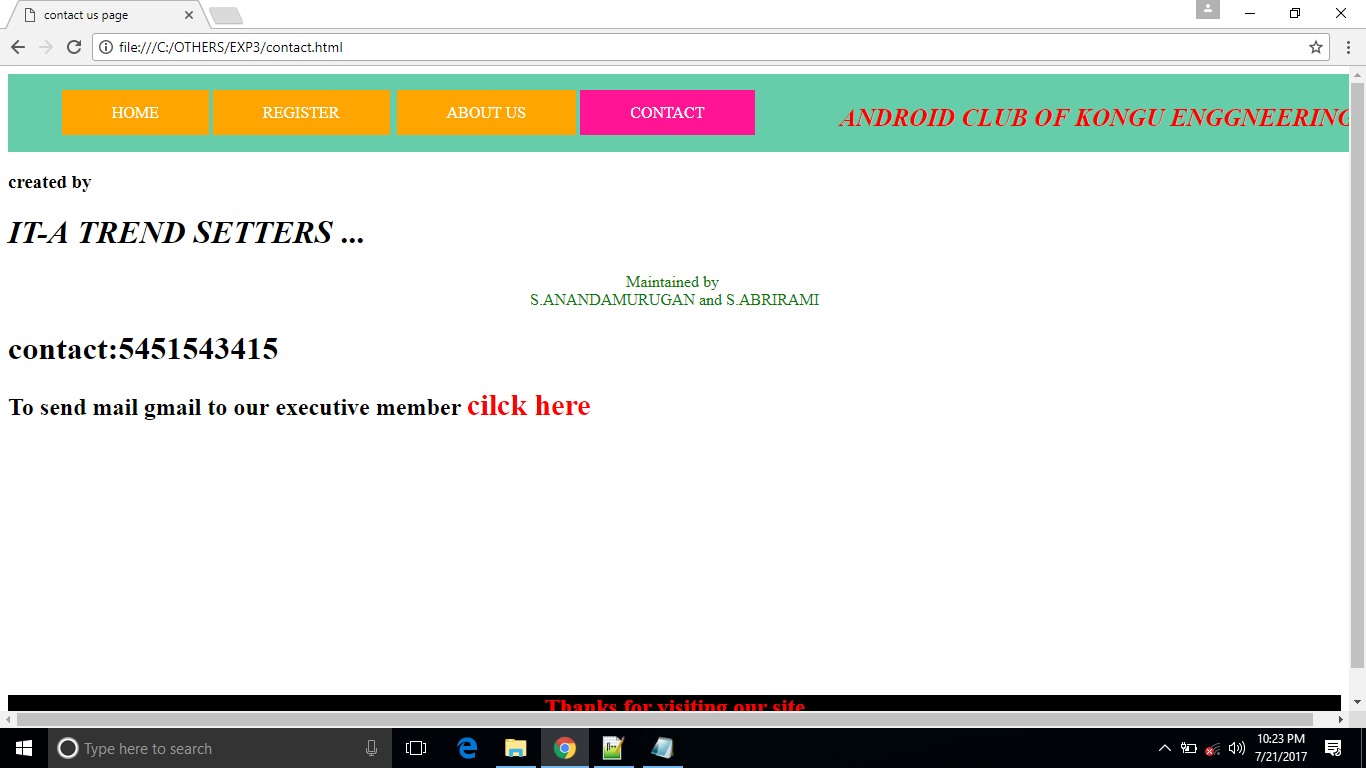 contact us page
file:///C:/OTHERS/EXP3/contact.html
HOME REGISTER ABOUT US CONTACT ANDROID CLUB OF KONGU ENGGNEERING
created by
IT-A TREND SETTERS ...
Maintained by
S.ANANDAMURUGAN and S.ABRIRAMI
contact:5451543415
To send mail gmail to our executive member cilck here
Thanks for visiting our site
Type here to search
10:23 PM
7/21/2017